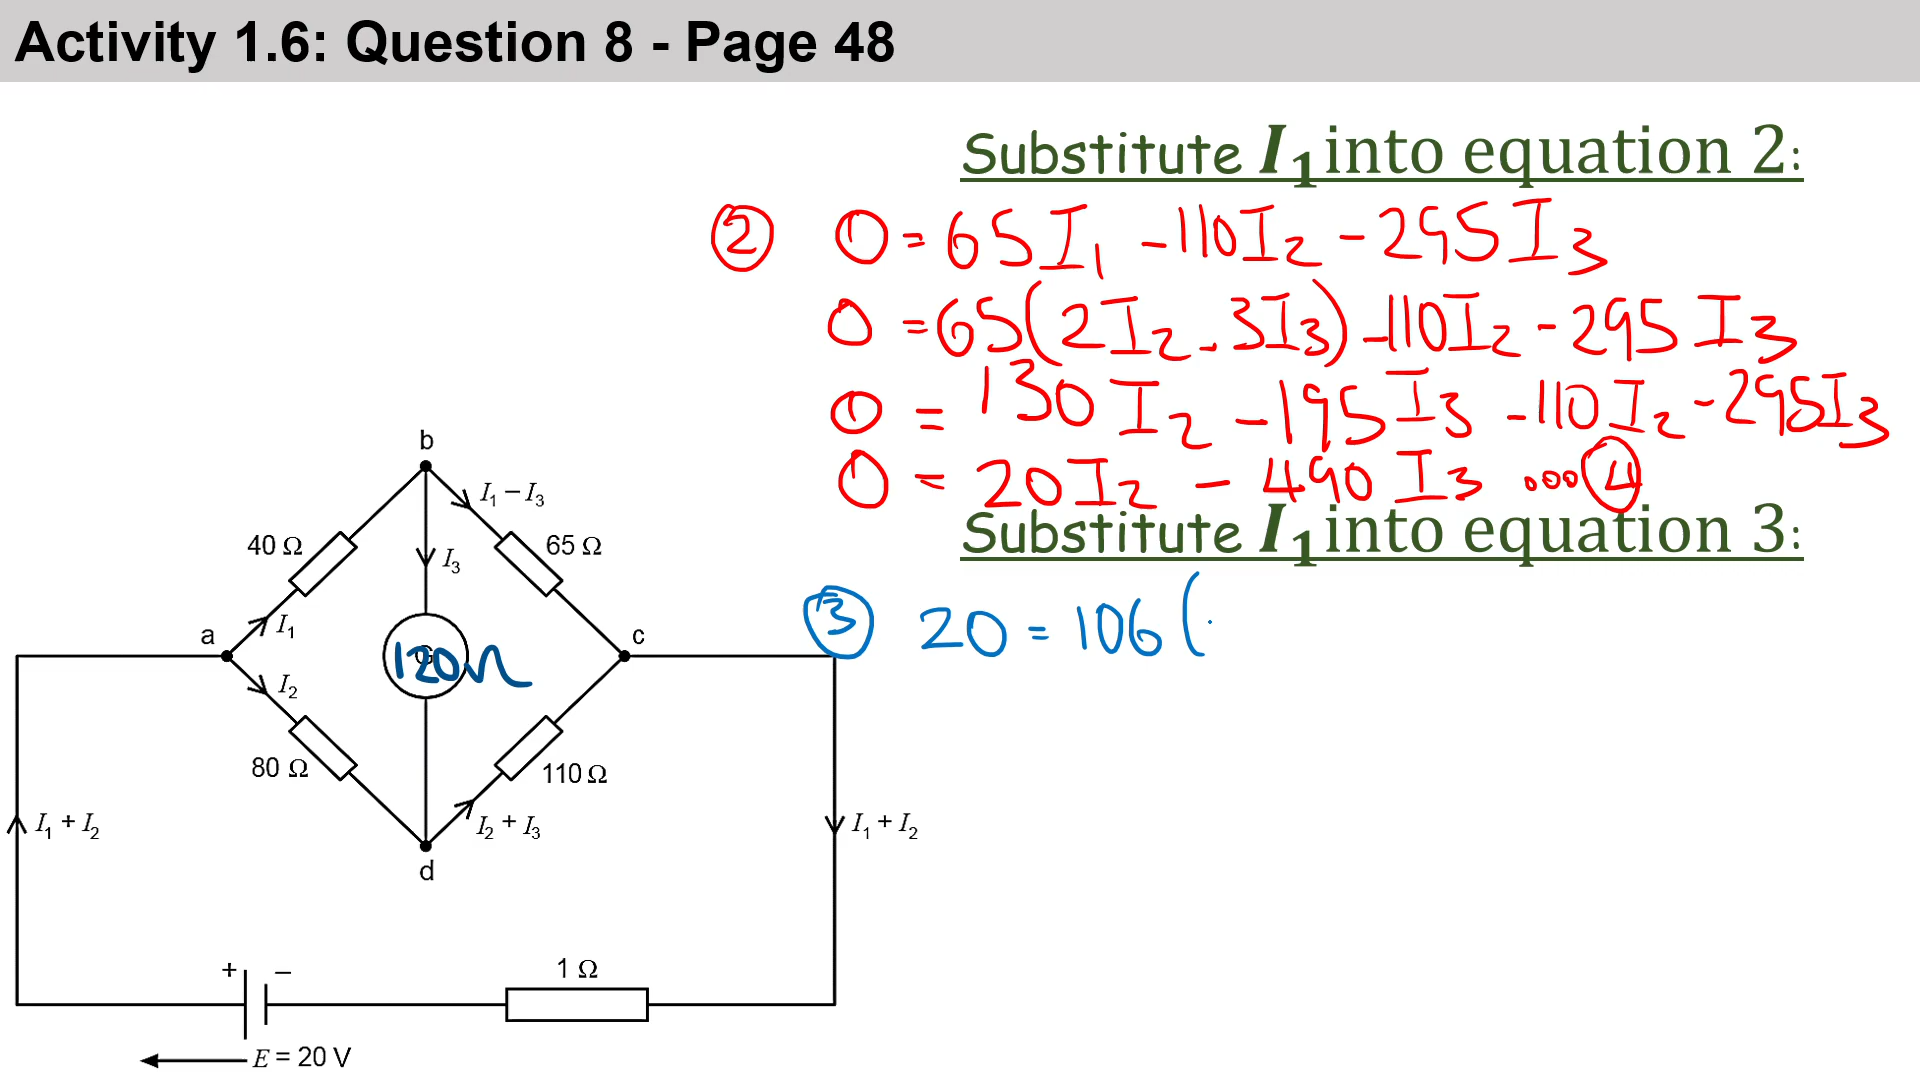 Activity 1.6: Question 8 - Page 48
Substitute I₁ into equation 2:
② 0 = 65I₁ - 110I₂ - 295I₃
0 = 65(2I₂ - 3I₃) - 110I₂ - 295I₃
0 = 130I₂ - 195I₃ - 110I₂ - 295I₃
0 = 20I₂ - 490I₃ ...④
Substitute I₁ into equation 3:
③ 20 = 106(
b
I₁ – I₃
40 Ω
65 Ω
I₃
I₁
a
c
G
120Ω
I₂
80 Ω
110 Ω
I₂ + I₃
I₁ + I₂
I₁ + I₂
d
+ –
1 Ω
E = 20 V